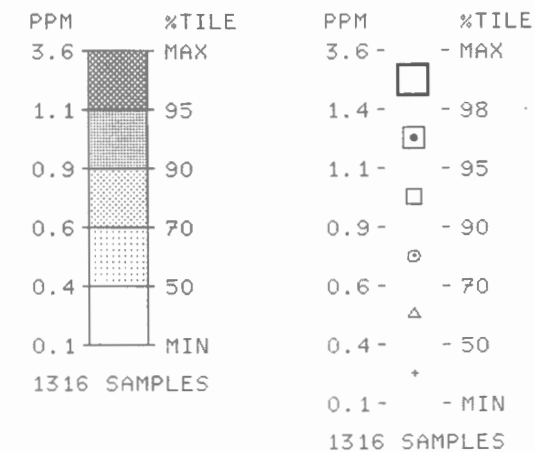 PPM %TILE
3.6 MAX
1.1 95
0.9 90
0.6 70
0.4 50
0.1 MIN
1316 SAMPLES
PPM %TILE
3.6 - - MAX
1.4 - - 98
1.1 - - 95
0.9 - - 90
0.6 - - 70
0.4 - - 50
0.1 - - MIN
1316 SAMPLES